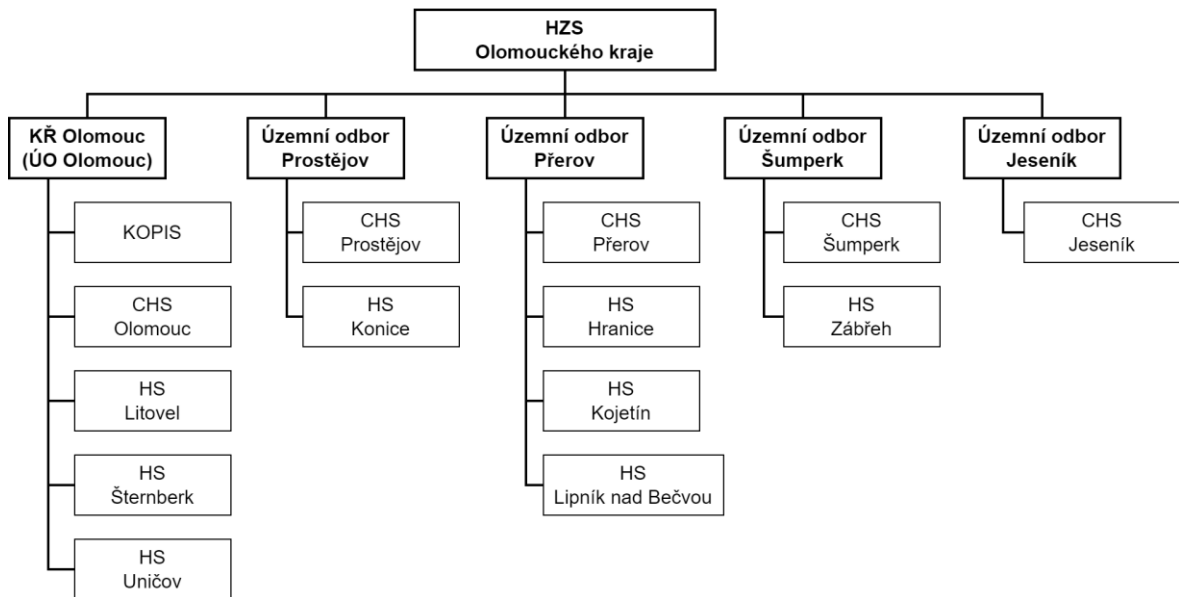 HZS
Olomouckého kraje
KŘ Olomouc
(ÚO Olomouc)
KOPIS
CHS
Olomouc
HS
Litovel
HS
Šternberk
HS
Uničov
Územní odbor
Prostějov
CHS
Prostějov
HS
Konice
Územní odbor
Přerov
CHS
Přerov
HS
Hranice
HS
Kojetín
HS
Lipník nad Bečvou
Územní odbor
Šumperk
CHS
Šumperk
HS
Zábřeh
Územní odbor
Jeseník
CHS
Jeseník